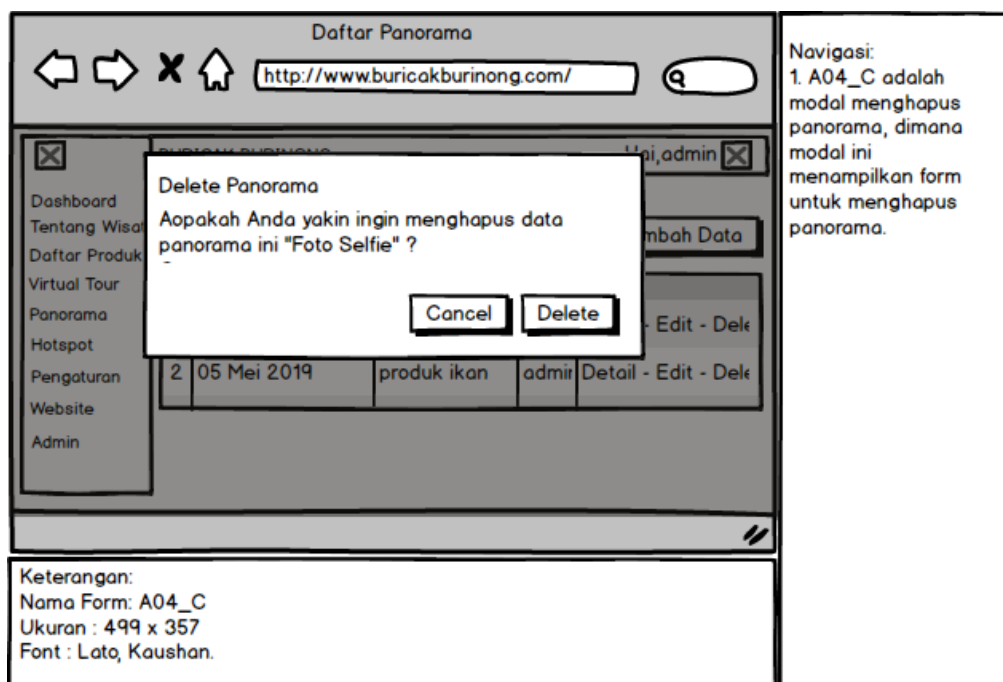 Daftar Panorama
http://www.buricakburinong.com/
Hai,admin
Delete Panorama
Aopakah Anda yakin ingin menghapus data
panorama ini "Foto Selfie" ?
Cancel
Delete
Dashboard
Tentang Wisat
Daftar Produk
Virtual Tour
Panorama
Hotspot
Pengaturan
Website
Admin
mbah Data
- Edit - Dele
2 05 Mei 2019 produk ikan admin Detail - Edit - Dele
Navigasi:
1. A04_C adalah
modal menghapus
panorama, dimana
modal ini
menampilkan form
untuk menghapus
panorama.
Keterangan:
Nama Form: A04_C
Ukuran : 499 x 357
Font : Lato, Kaushan.